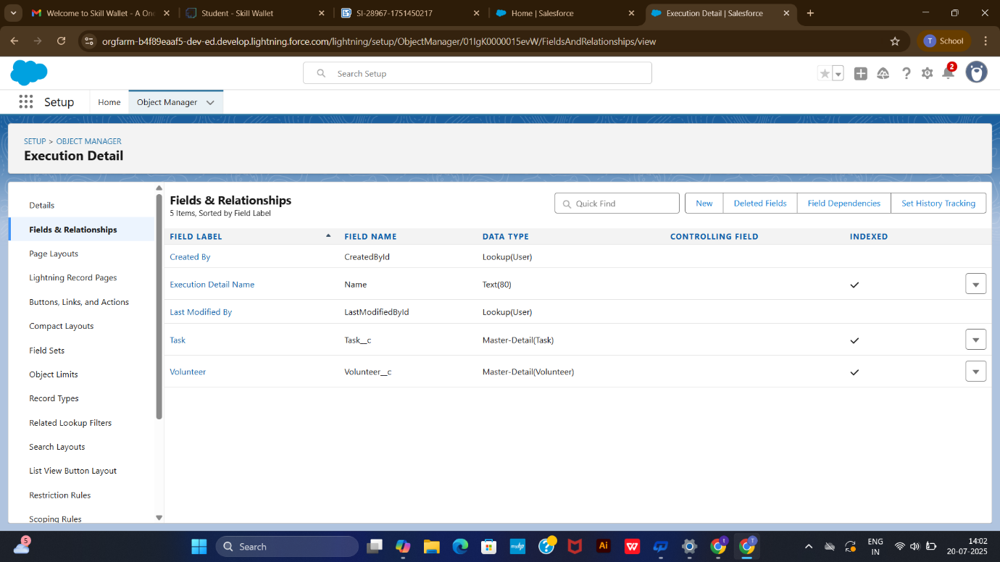 Welcome to Skill Wallet - A One
Student - Skill Wallet
SI-28967-1751450217
Home | Salesforce
Execution Detail | Salesforce
orgfarm-b4f89eaaf5-dev-ed.develop.lightning.force.com/lightning/setup/ObjectManager/01IgK0000015evW/FieldsAndRelationships/view
T School
Search Setup
2
Setup
Home
Object Manager
SETUP > OBJECT MANAGER
Execution Detail
Details
Fields & Relationships
Page Layouts
Lightning Record Pages
Buttons, Links, and Actions
Compact Layouts
Field Sets
Object Limits
Record Types
Related Lookup Filters
Search Layouts
List View Button Layout
Restriction Rules
Scoping Rules
Fields & Relationships
5 Items, Sorted by Field Label
Quick Find
New
Deleted Fields
Field Dependencies
Set History Tracking
FIELD LABEL FIELD NAME DATA TYPE CONTROLLING FIELD INDEXED
Created By CreatedById Lookup(User)
Execution Detail Name Name Text(80)
Last Modified By LastModifiedById Lookup(User)
Task Task__c Master-Detail(Task)
Volunteer Volunteer__c Master-Detail(Volunteer)
5
Search
myhp
Ai
W
ENG
IN
14:02
20-07-2025